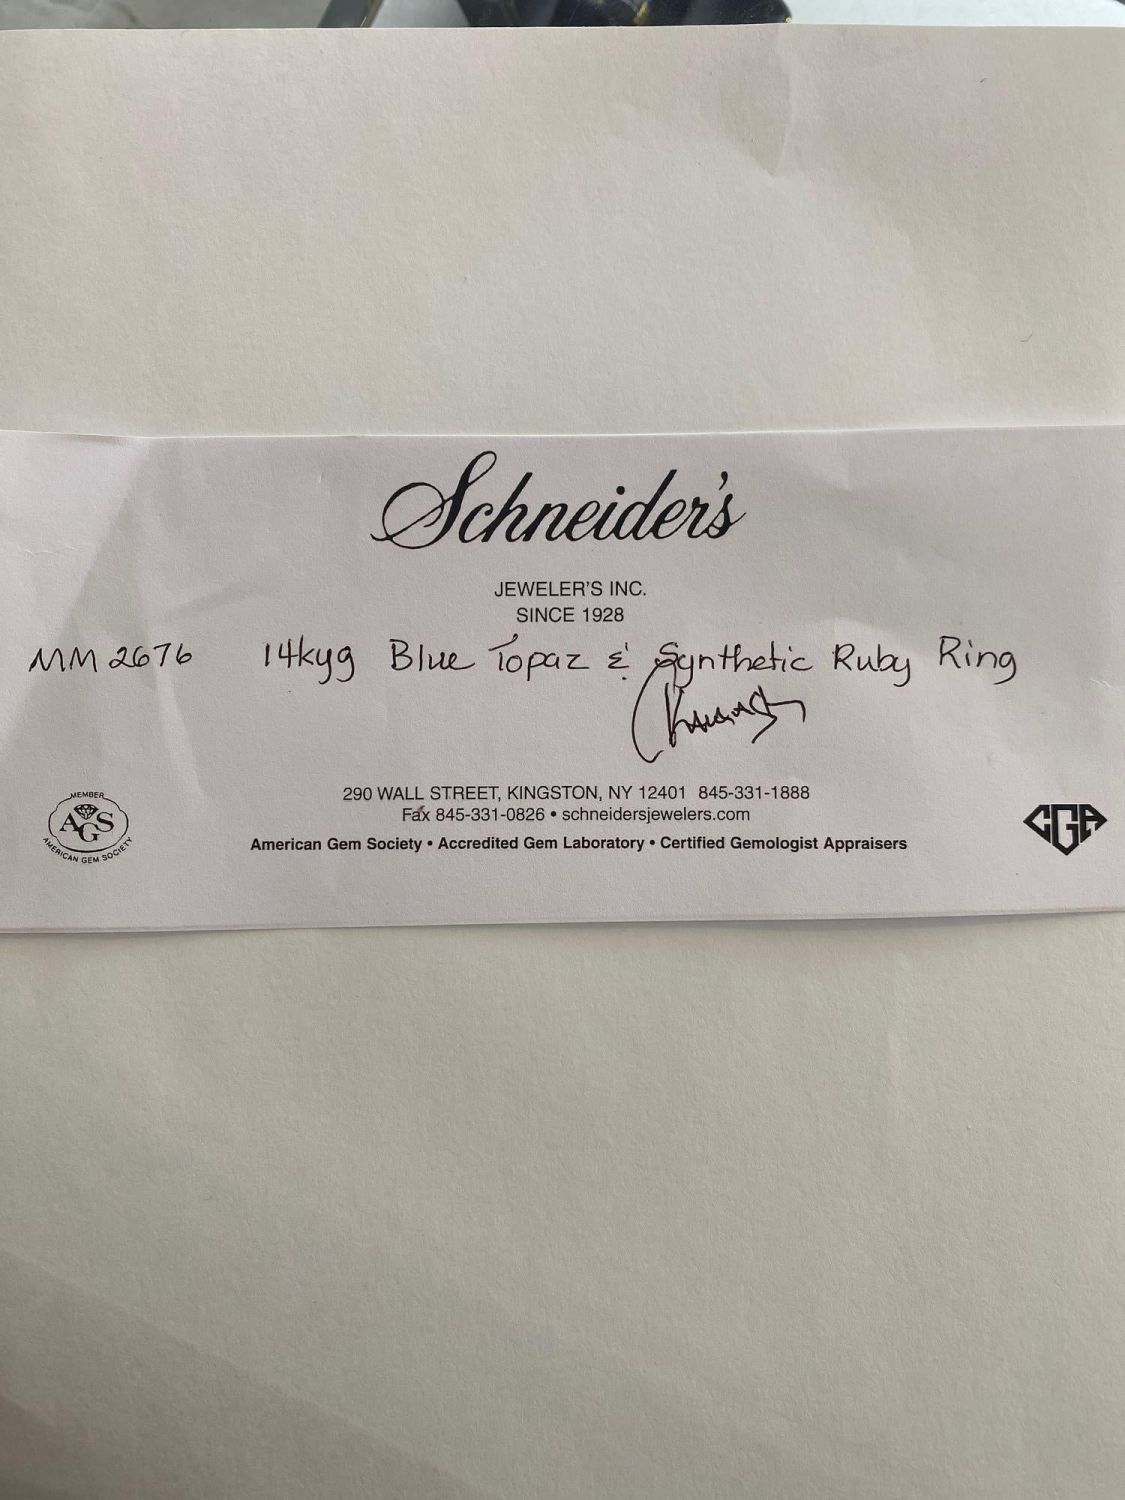 Schneider's
JEWELER'S INC.
SINCE 1928
MM2676 14kyg Blue Topaz & Synthetic Ruby Ring
290 WALL STREET, KINGSTON, NY 12401 845-331-1888
Fax 845-331-0826 • schneidersjewelers.com
American Gem Society • Accredited Gem Laboratory • Certified Gemologist Appraisers
MEMBER
AGS
AMERICAN GEM SOCIETY
CGA